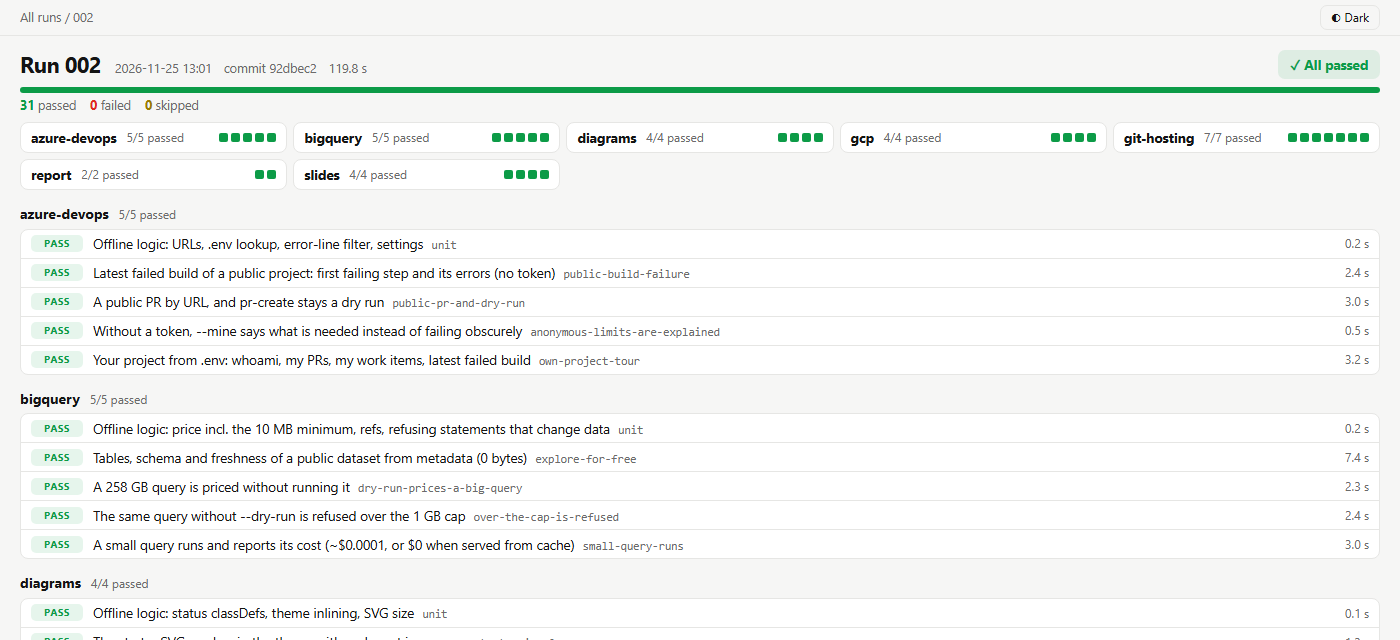 All runs / 002
◐ Dark
Run 002 2026-11-25 13:01 commit 92dbec2 119.8 s
✓ All passed
31 passed 0 failed 0 skipped
azure-devops 5/5 passed
bigquery 5/5 passed
diagrams 4/4 passed
gcp 4/4 passed
git-hosting 7/7 passed
report 2/2 passed
slides 4/4 passed
azure-devops 5/5 passed
PASS Offline logic: URLs, .env lookup, error-line filter, settings unit 0.2 s
PASS Latest failed build of a public project: first failing step and its errors (no token) public-build-failure 2.4 s
PASS A public PR by URL, and pr-create stays a dry run public-pr-and-dry-run 3.0 s
PASS Without a token, --mine says what is needed instead of failing obscurely anonymous-limits-are-explained 0.5 s
PASS Your project from .env: whoami, my PRs, my work items, latest failed build own-project-tour 3.2 s
bigquery 5/5 passed
PASS Offline logic: price incl. the 10 MB minimum, refs, refusing statements that change data unit 0.2 s
PASS Tables, schema and freshness of a public dataset from metadata (0 bytes) explore-for-free 7.4 s
PASS A 258 GB query is priced without running it dry-run-prices-a-big-query 2.3 s
PASS The same query without --dry-run is refused over the 1 GB cap over-the-cap-is-refused 2.4 s
PASS A small query runs and reports its cost (~$0.0001, or $0 when served from cache) small-query-runs 3.0 s
diagrams 4/4 passed
PASS Offline logic: status classDefs, theme inlining, SVG size unit 0.1 s